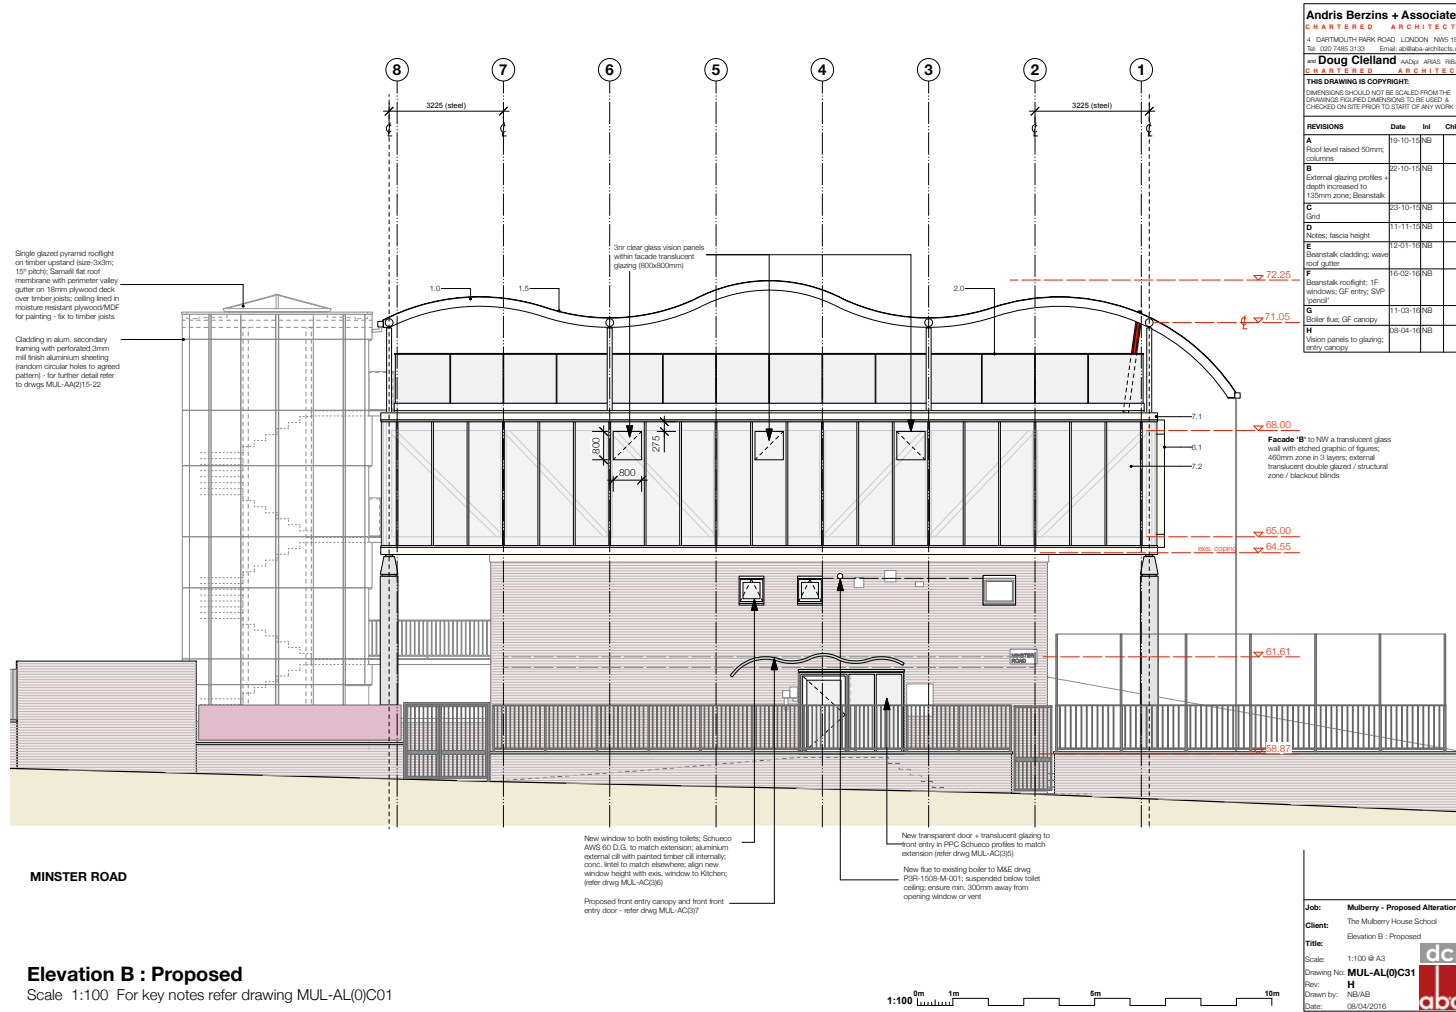 Andris Berzins + Associate
CHARTERED ARCHITECT
4 DARTMOUTH PARK ROAD LONDON NW5 1S
Tel: 020 7485 3133 Email: ab@aba-architects.c
and Doug Clelland AADipl ARIAS RIB
CHARTERED ARCHITEC
THIS DRAWING IS COPYRIGHT:
DIMENSIONS SHOULD NOT BE SCALED FROM THE
DRAWINGS FIGURED DIMENSIONS TO BE USED &
CHECKED ON SITE PRIOR TO START OF ANY WORK
REVISIONS Date Inl Chk
A 19-10-15 NB
Roof level raised 50mm;
columns
B 22-10-15 NB
External glazing profiles +
depth increased to
135mm zone; Beanstalk
C 23-10-15 NB
Grid
D 11-11-15 NB
Notes; fascia height
E 12-01-16 NB
Beanstalk cladding; wave
roof gutter
F 16-02-16 NB
Beanstalk rooflight; 1F
windows; GF entry; SVP
'pencil'
G 11-03-16 NB
Boiler flue; GF canopy
H 08-04-16 NB
Vision panels to glazing;
entry canopy
8 7 6 5 4 3 2 1
3225 (steel) 3225 (steel)
Single glazed pyramid rooflight
on timber upstand (size-3x3m;
15º pitch); Sarnafil flat roof
membrane with perimeter valley
gutter on 18mm plywood deck
over timber joists; ceiling lined in
moisture resistant plywood/MDF
for painting - fix to timber joists
Cladding in alum. secondary
framing with perforated 3mm
mill finish aluminium sheeting
(random circular holes to agreed
pattern) - for further detail refer
to drwgs MUL-AA(2)15-22
3nr clear glass vision panels
within facade translucent
glazing (800x800mm)
1.0 1.5 2.0
72.25
71.05
7.1
68.00
6.1
7.2
Facade 'B' to NW a translucent glass
wall with etched graphic of figures;
460mm zone in 3 layers; external
translucent double glazed / structural
zone / blackout blinds
800 275
800
65.00
exis. coping 64.55
MINSTER
ROAD
61.61
58.87
New window to both existing toilets; Schueco
AWS 60 D.G. to match extension; aluminium
external cill with painted timber cill internally;
conc. lintel to match elsewhere; align new
window height with exis. window to Kitchen;
(refer drwg MUL-AC(3)6)
Proposed front entry canopy and front front
entry door - refer drwg MUL-AC(3)7
New transparent door + translucent glazing to
front entry in PPC Schueco profiles to match
extension (refer drwg MUL-AC(3)5)
New flue to existing boiler to M&E drwg
P3R-1508-M-001; suspended below toilet
ceiling; ensure min. 300mm away from
opening window or vent
MINSTER ROAD
Elevation B : Proposed
Scale 1:100 For key notes refer drawing MUL-AL(0)C01
1:100 0m 1m 5m 10m
Job: Mulberry - Proposed Alteration
Client: The Mulberry House School
Title: Elevation B : Proposed
Scale: 1:100 @ A3
Drawing No: MUL-AL(0)C31
Rev: H
Drawn by: NB/AB
Date: 08/04/2016
dc
aba